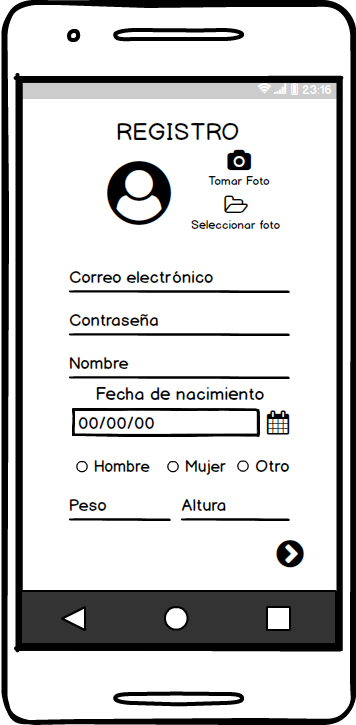 23:16
REGISTRO
Tomar Foto
Seleccionar foto
Correo electrónico
Contraseña
Nombre
Fecha de nacimiento
00/00/00
Hombre Mujer Otro
Peso Altura